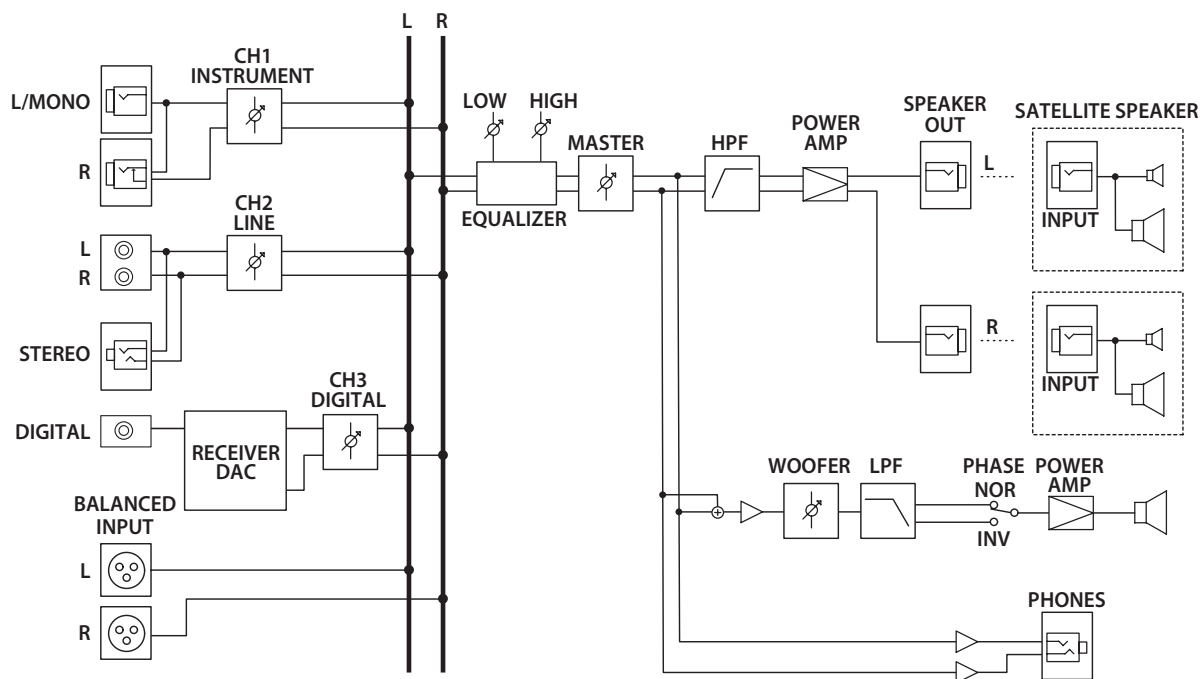 L R
CH1
INSTRUMENT
L/MONO
R
LOW HIGH
EQUALIZER
MASTER
HPF
POWER
AMP
SPEAKER
OUT
L
R
SATELLITE SPEAKER
INPUT
INPUT
CH2
LINE
L
R
STEREO
CH3
DIGITAL
DIGITAL
RECEIVER
DAC
BALANCED
INPUT
L
R
WOOFER
LPF
PHASE
NOR
INV
POWER
AMP
PHONES